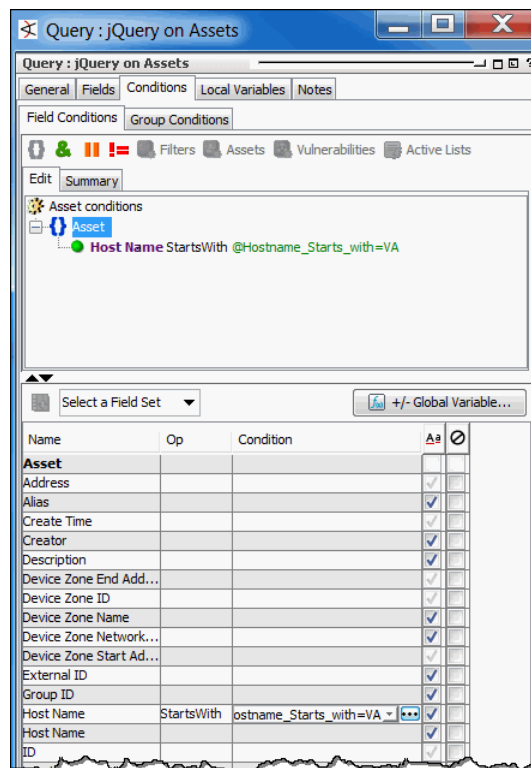 Query : jQuery on Assets
Query : jQuery on Assets
General Fields Conditions Local Variables Notes
Field Conditions Group Conditions
{} & || != Filters Assets Vulnerabilities Active Lists
Edit Summary
Asset conditions
{} Asset
Host Name StartsWith @Hostname_Starts_with=VA
Select a Field Set +/- Global Variable...
Name Op Condition Aa
Asset
Address
Alias
Create Time
Creator
Description
Device Zone End Add...
Device Zone ID
Device Zone Name
Device Zone Network...
Device Zone Start Ad...
External ID
Group ID
Host Name StartsWith ostname_Starts_with=VA ...
Host Name
ID